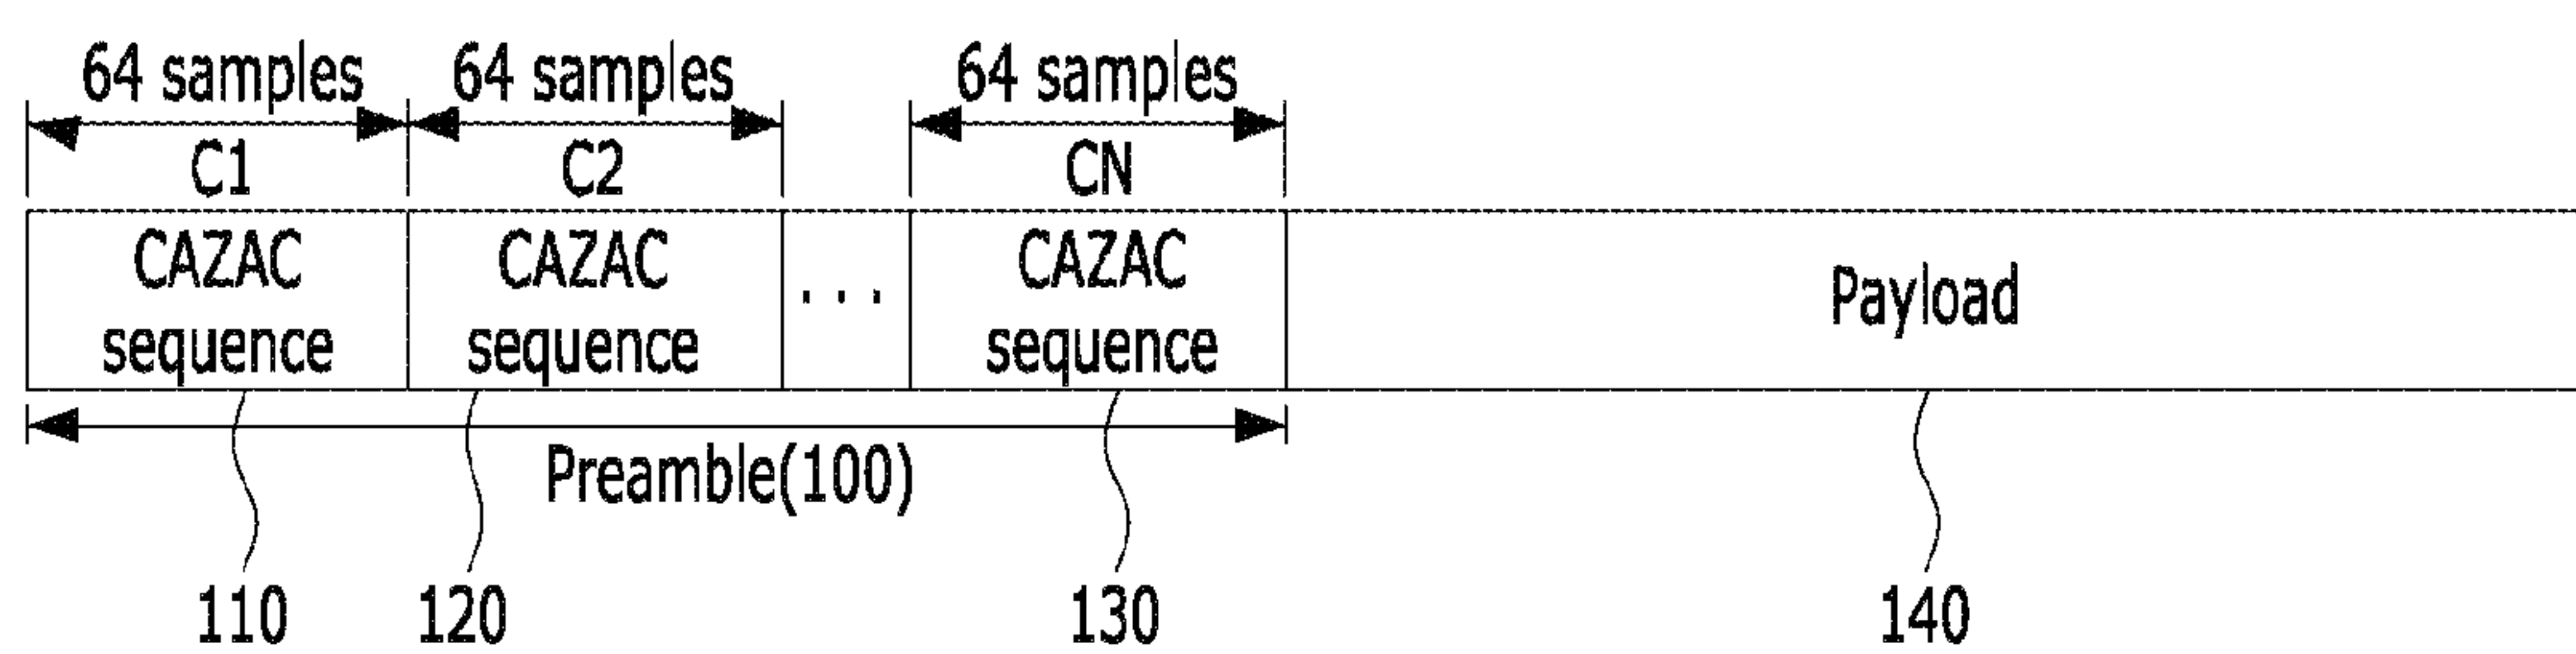 64 samples 64 samples 64 samples
C1 C2 CN
CAZAC CAZAC ... CAZAC Payload
sequence sequence sequence
Preamble(100)
110 120 130 140